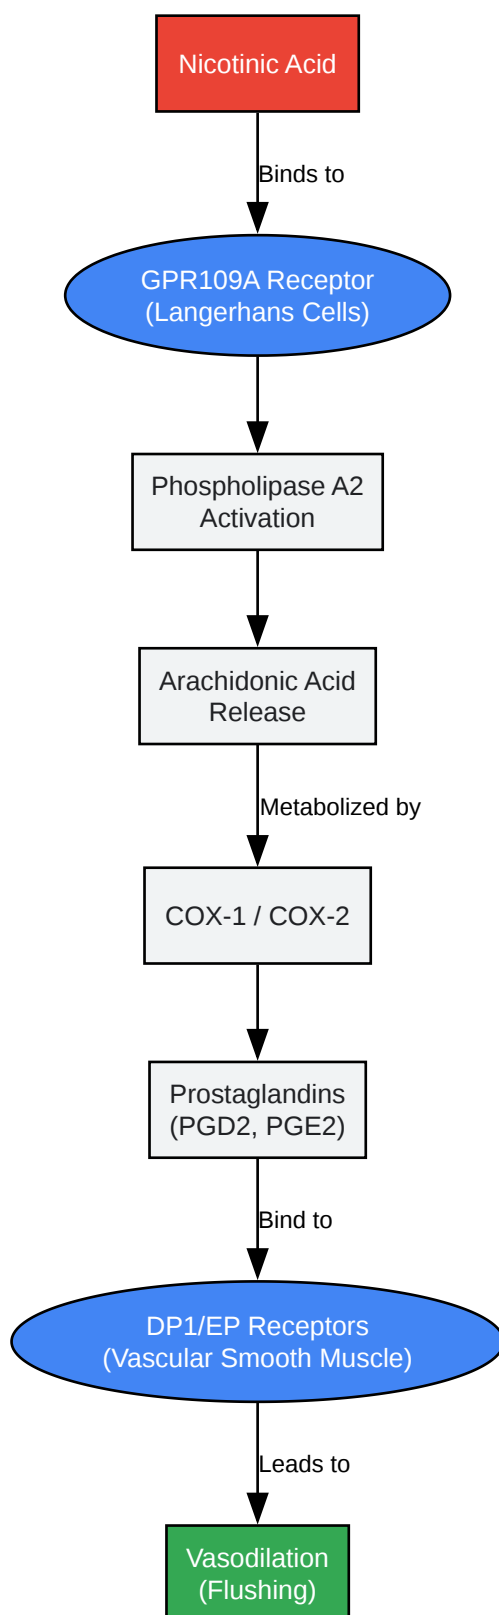 Nicotinic Acid
Binds to
GPR109A Receptor
(Langerhans Cells)
Phospholipase A2
Activation
Arachidonic Acid
Release
Metabolized by
COX-1 / COX-2
Prostaglandins
(PGD2, PGE2)
Bind to
DP1/EP Receptors
(Vascular Smooth Muscle)
Leads to
Vasodilation
(Flushing)